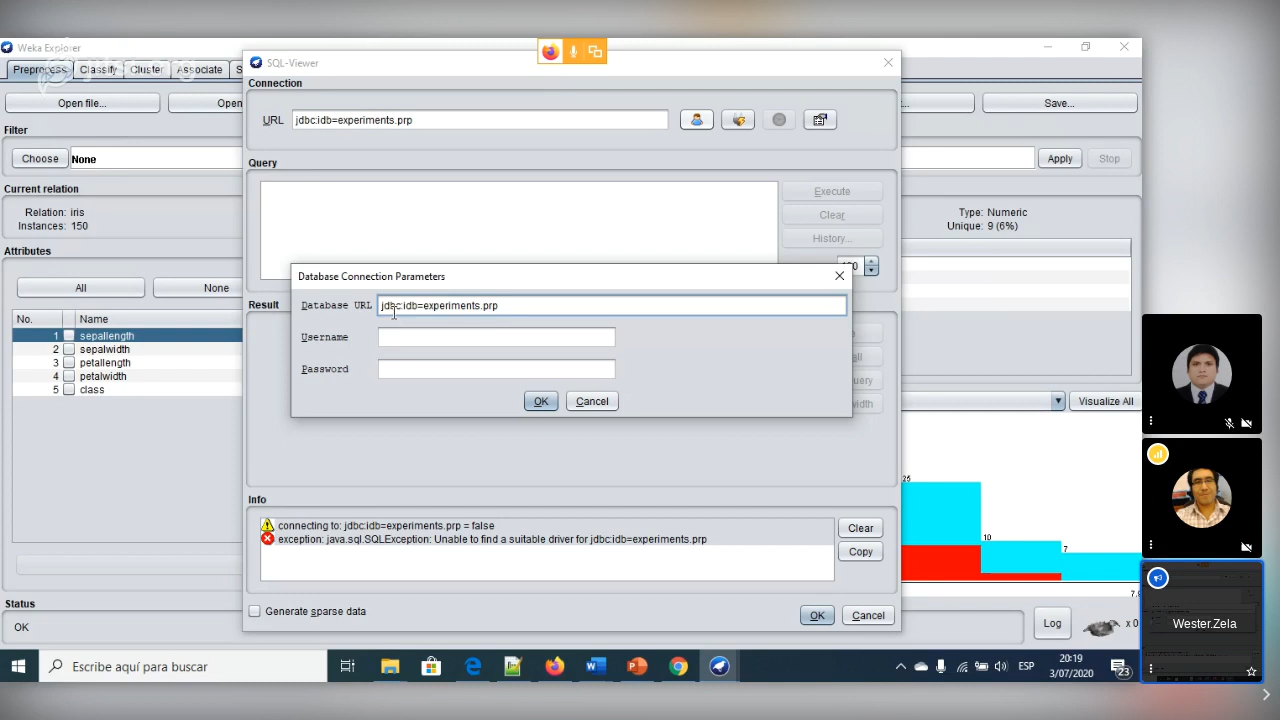 Weka Explorer
Preprocess Classify Cluster Associate
Open file...
Save...
Filter
Choose None
Apply Stop
Current relation
Relation: iris
Instances: 150
Attributes
All None
No. Name
1 sepallength
2 sepalwidth
3 petallength
4 petalwidth
5 class
Status
OK
SQL-Viewer
Connection
URL jdbc:idb=experiments.prp
Query
Execute
Clear
History...
Result
Database Connection Parameters
Database URL jdbc:idb=experiments.prp
Username
Password
OK Cancel
Info
connecting to: jdbc:idb=experiments.prp = false
exception: java.sql.SQLException: Unable to find a suitable driver for jdbc:idb=experiments.prp
Clear
Copy
Generate sparse data
OK Cancel
Type: Numeric
Unique: 9 (6%)
Visualize All
25
10
7
Log
x 0
Wester.Zela
Escribe aquí para buscar
ESP
20:19
3/07/2020
23